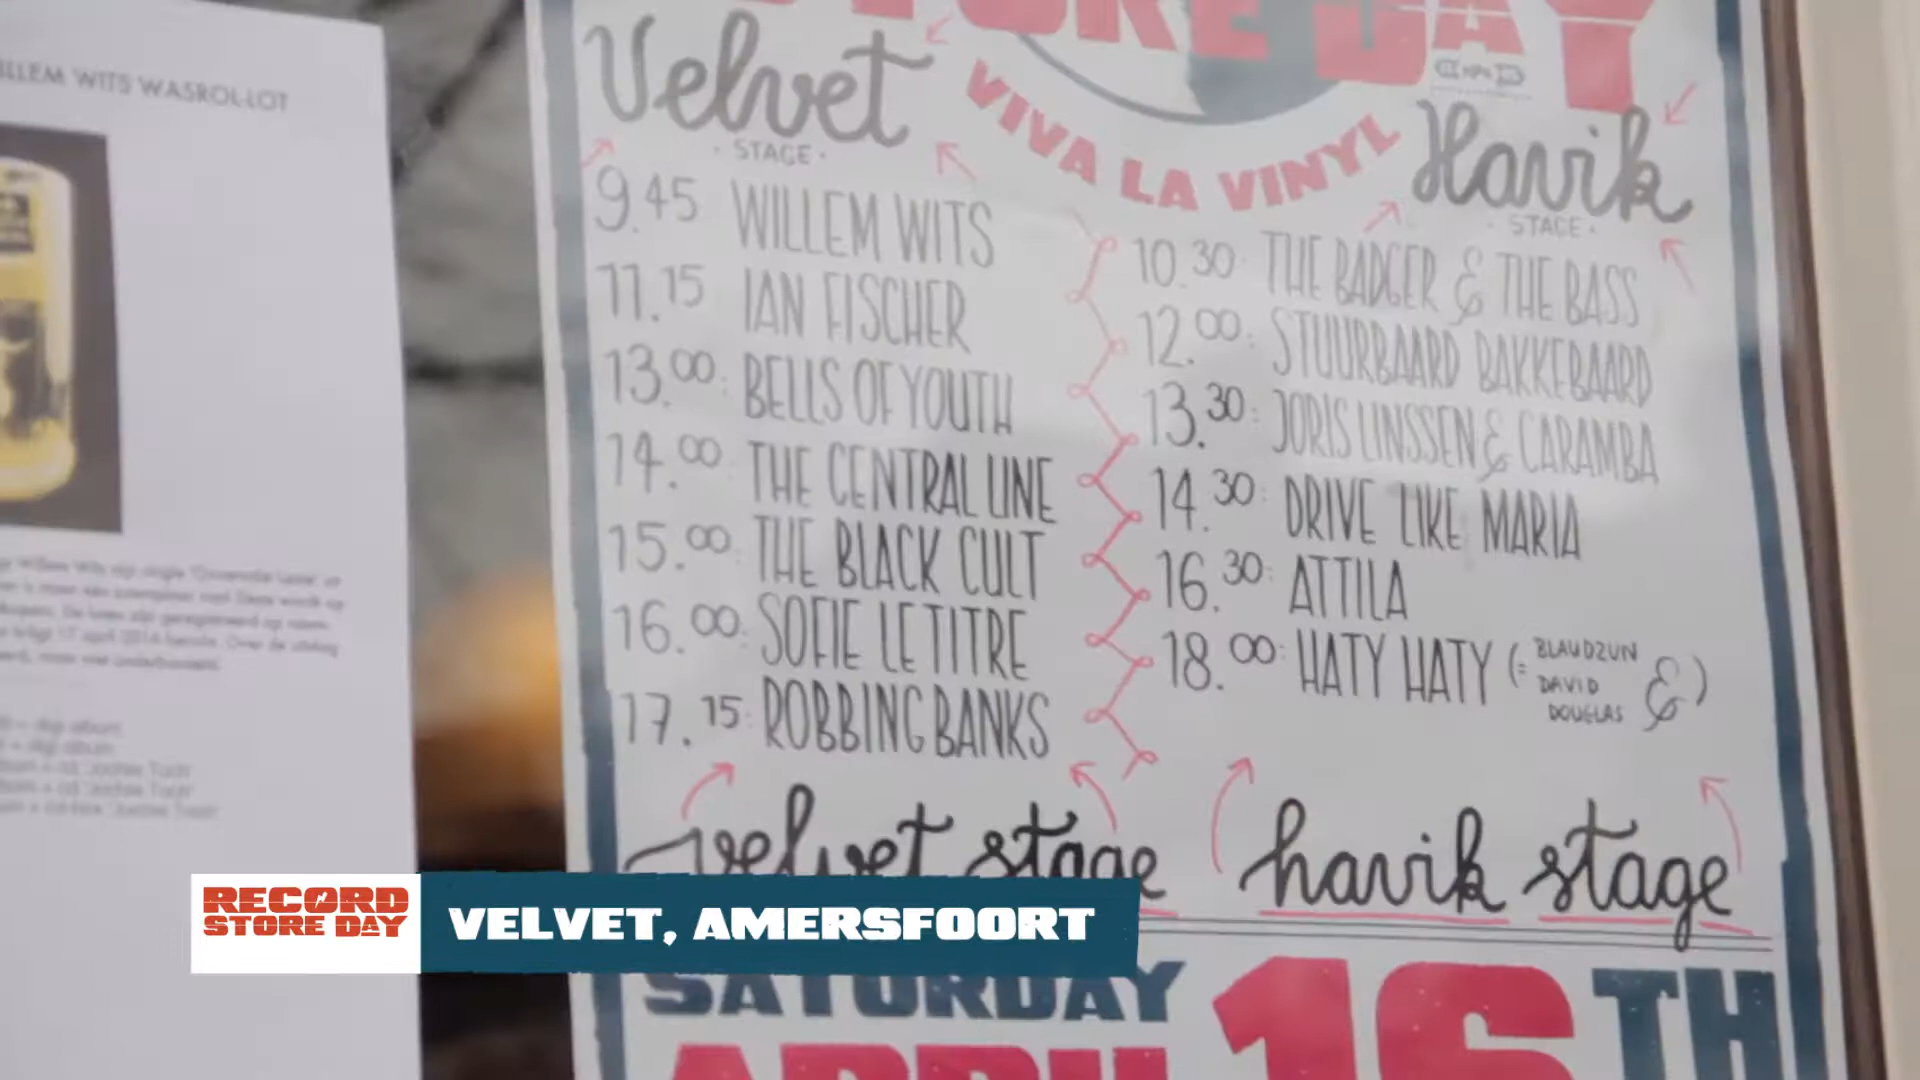 WILLEM WITS WASROL-LOT
STORE DAY
VIVA LA VINYL
Velvet
· STAGE ·
9.45 WILLEM WITS
11.15 IAN FISCHER
13.00: BELLS OF YOUTH
14.00 THE CENTRAL LINE
15.00: THE BLACK CULT
16.00: SOFIE LETITRE
17.15: ROBBING BANKS
velvet stage
Havik
· STAGE ·
10.30: THE BADGER & THE BASS
12.00: STUURBAARD BAKKEBAARD
13.30: JORIS LINSSEN & CARAMBA
14.30: DRIVE LIKE MARIA
16.30: ATTILA
18.00: HATY HATY (= BLAUDZUN
DAVID
DOUGLAS &)
havik stage
RECORD
STORE DAY
VELVET, AMERSFOORT
SATURDAY
APRIL 16TH